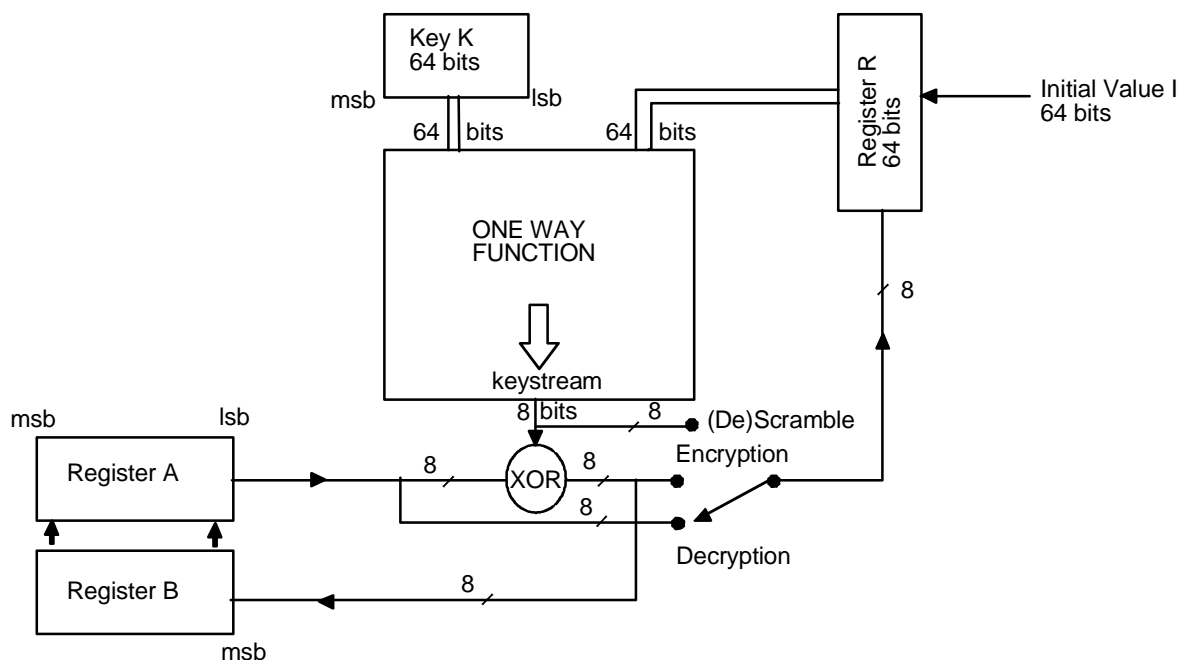 Key K
64 bits
msb
lsb
64 bits
64 bits
Register R
64 bits
Initial Value I
64 bits
ONE WAY
FUNCTION
keystream
8 bits
8
(De)Scramble
8
msb
lsb
Register A
8
XOR
8
Encryption
8
Decryption
Register B
8
msb